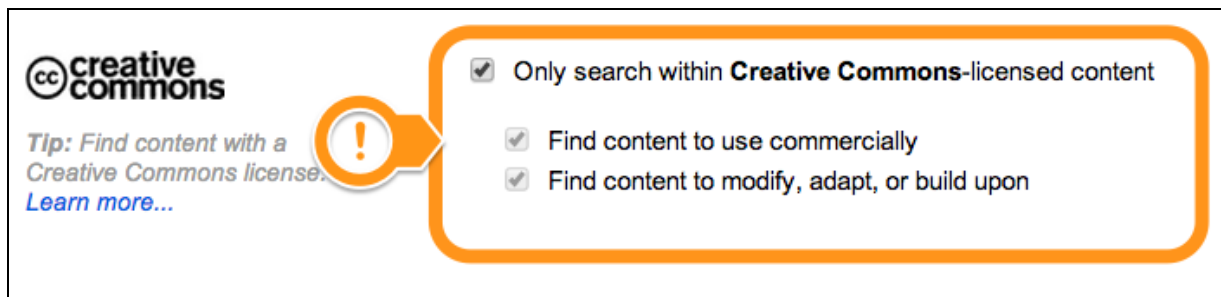 cc creative
commons
Tip: Find content with a
Creative Commons license.
Learn more...
!
Only search within Creative Commons-licensed content
Find content to use commercially
Find content to modify, adapt, or build upon